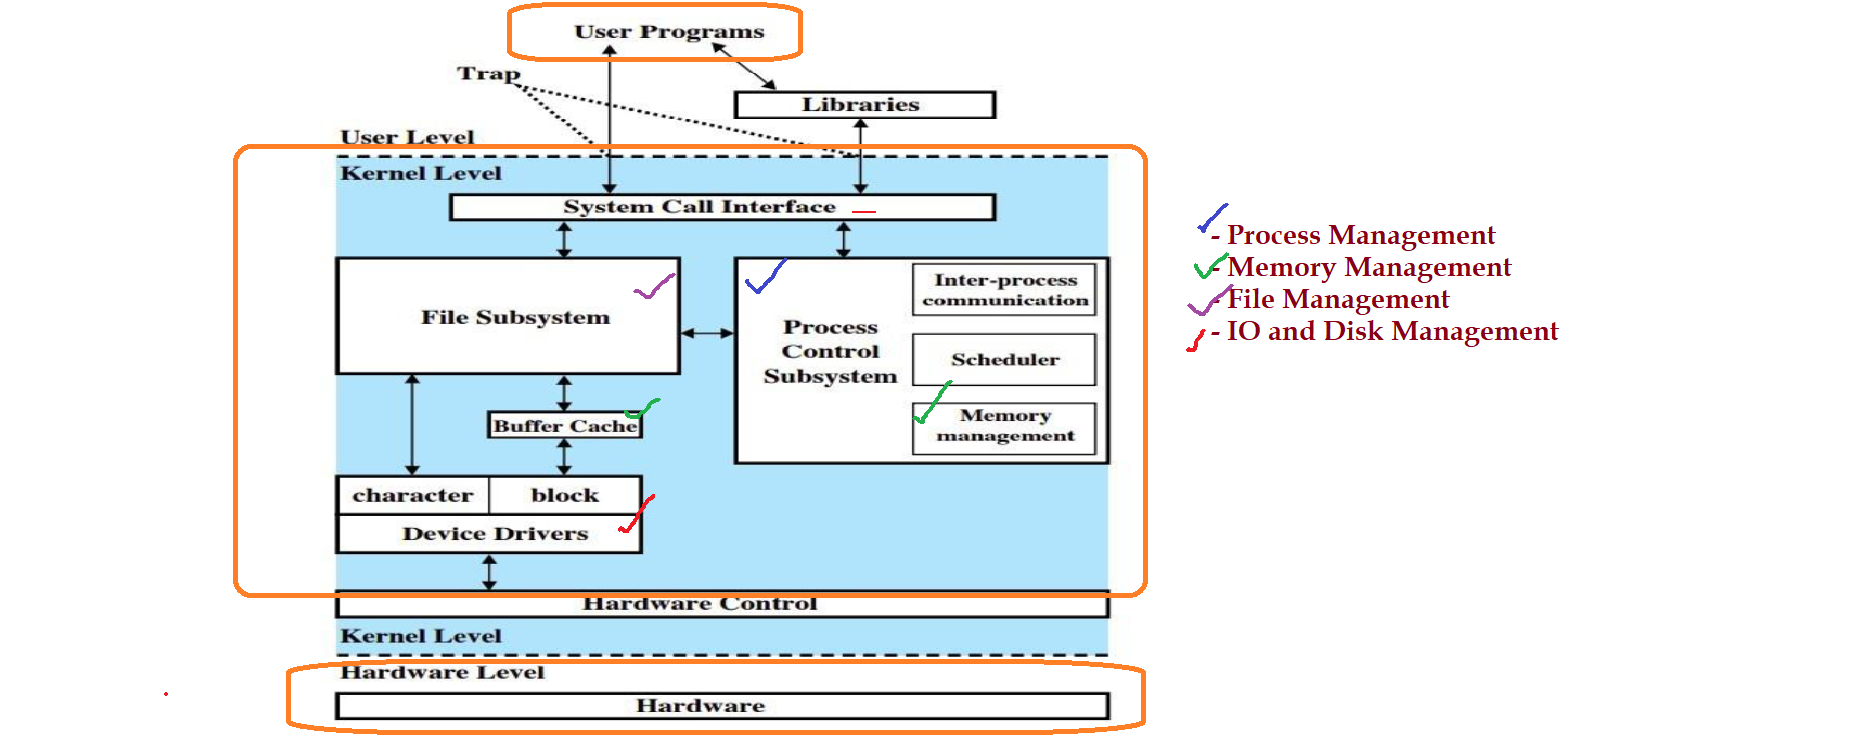 User Programs
Trap
Libraries
User Level
Kernel Level
System Call Interface
File Subsystem
Process
Control
Subsystem
Inter-process
communication
Scheduler
Memory
management
Buffer Cache
character
block
Device Drivers
Hardware Control
Kernel Level
Hardware Level
Hardware
- Process Management
- Memory Management
- File Management
- IO and Disk Management